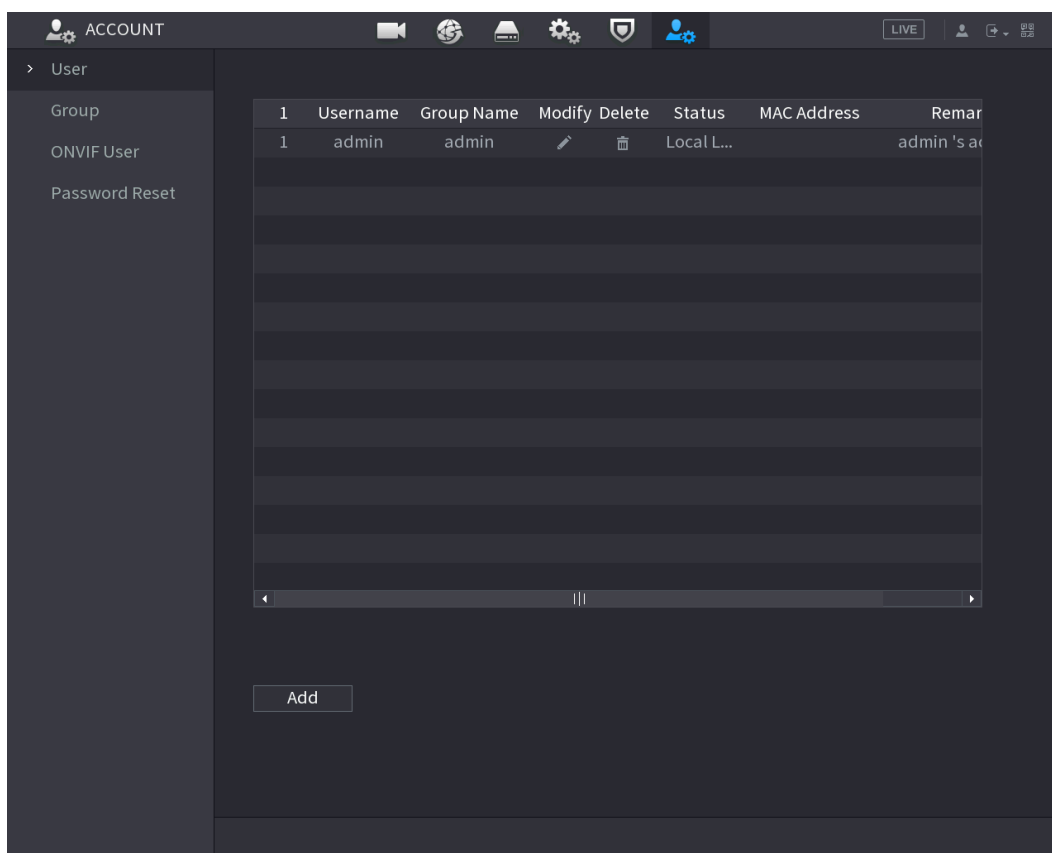 ACCOUNT LIVE
User
Group
ONVIF User
Password Reset
1 Username Group Name Modify Delete Status MAC Address Remar
1 admin admin Local L... admin 's ac
Add